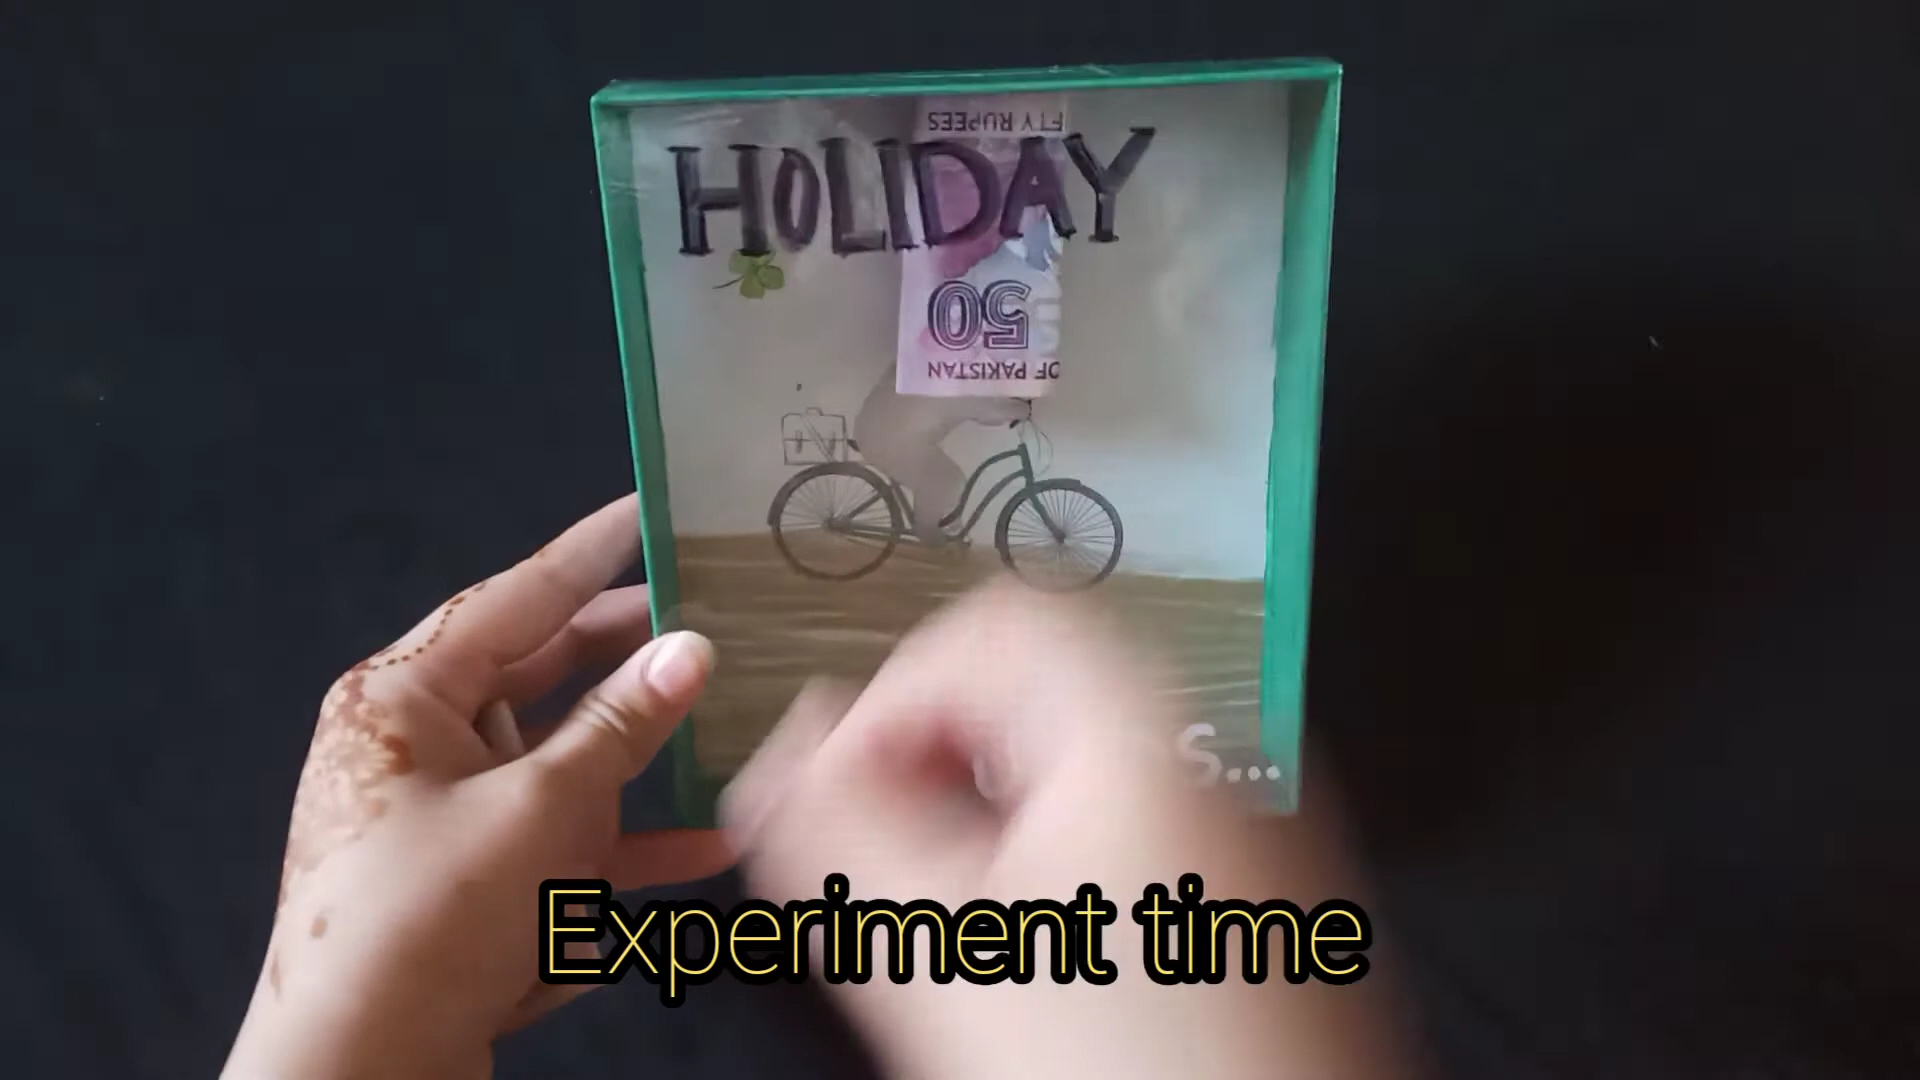 FTY RUPEES
HOLIDAY
50
OF PAKISTAN
S...
Experiment time